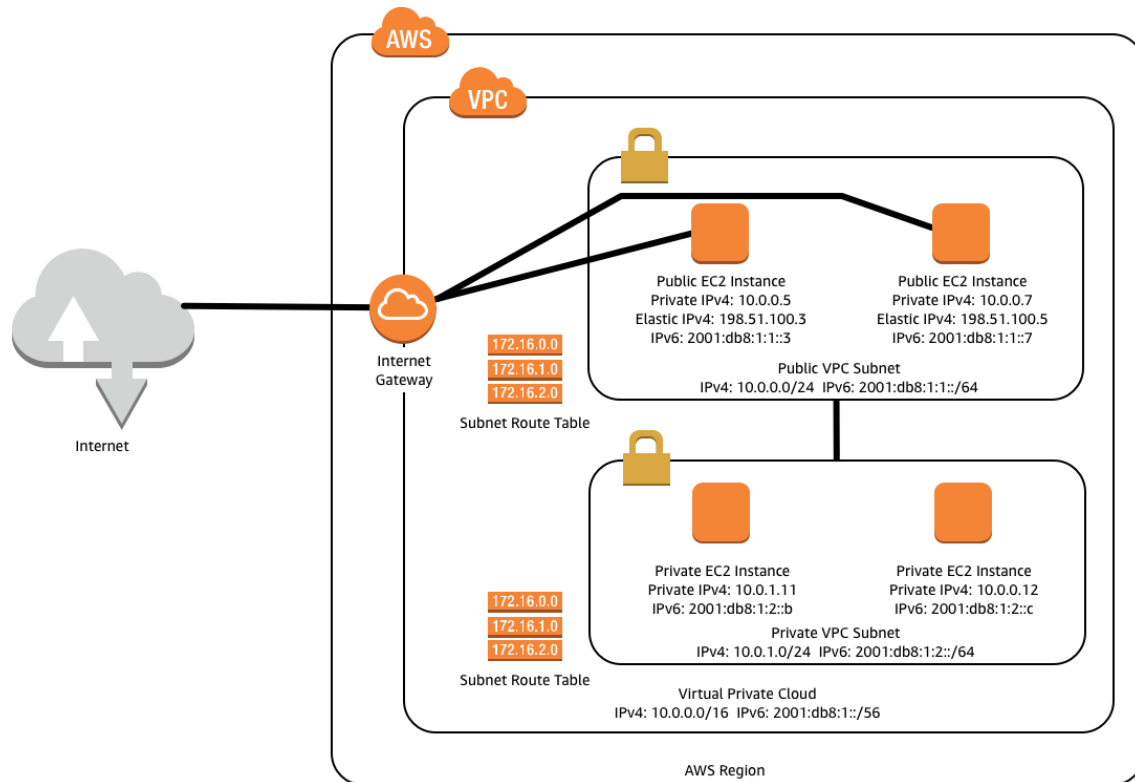 AWS
VPC
Public EC2 Instance
Private IPv4: 10.0.0.5
Elastic IPv4: 198.51.100.3
IPv6: 2001:db8:1:1::3
Public EC2 Instance
Private IPv4: 10.0.0.7
Elastic IPv4: 198.51.100.5
IPv6: 2001:db8:1:1::7
Public VPC Subnet
IPv4: 10.0.0.0/24 IPv6: 2001:db8:1:1::/64
Internet
Gateway
172.16.0.0
172.16.1.0
172.16.2.0
Subnet Route Table
Internet
Private EC2 Instance
Private IPv4: 10.0.1.11
IPv6: 2001:db8:1:2::b
Private EC2 Instance
Private IPv4: 10.0.0.12
IPv6: 2001:db8:1:2::c
Private VPC Subnet
IPv4: 10.0.1.0/24 IPv6: 2001:db8:1:2::/64
172.16.0.0
172.16.1.0
172.16.2.0
Subnet Route Table
Virtual Private Cloud
IPv4: 10.0.0.0/16 IPv6: 2001:db8:1::/56
AWS Region